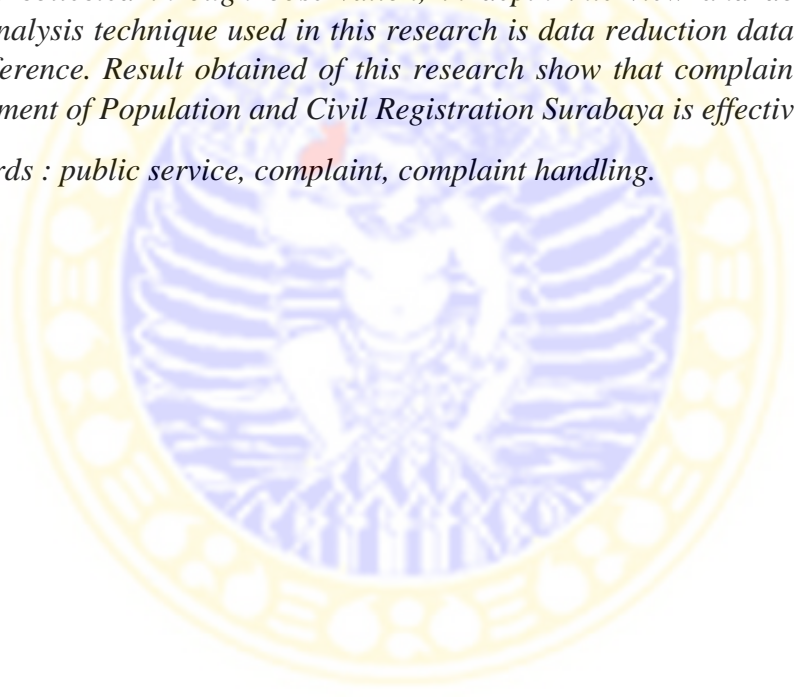 nalysis technique used in this research is data reduction data
ference. Result obtained of this research show that complain
ment of Population and Civil Registration Surabaya is effectiv
rds : public service, complaint, complaint handling.